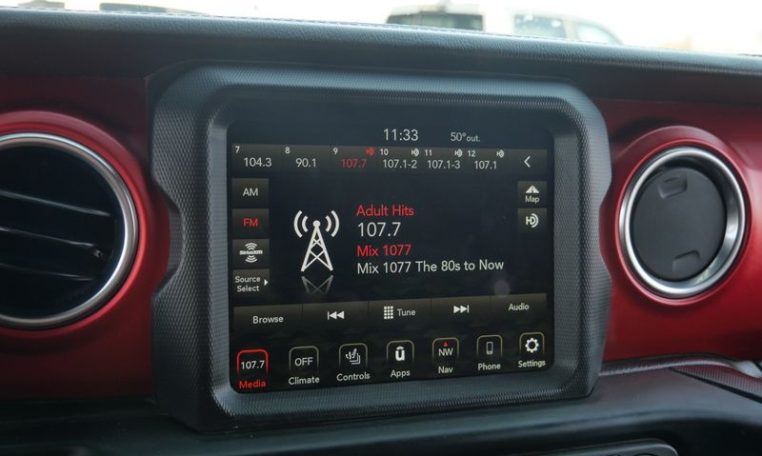 11:33 50°out.
7 8 9 10 11 12
104.3 90.1 107.7 107.1-2 107.1-3 107.1
AM
FM
SiriusXM
Source
Select
Adult Hits
107.7
Mix 1077
Mix 1077 The 80s to Now
Map
HD
Browse Tune Audio
107.7 OFF NW
Media Climate Controls Apps Nav Phone Settings